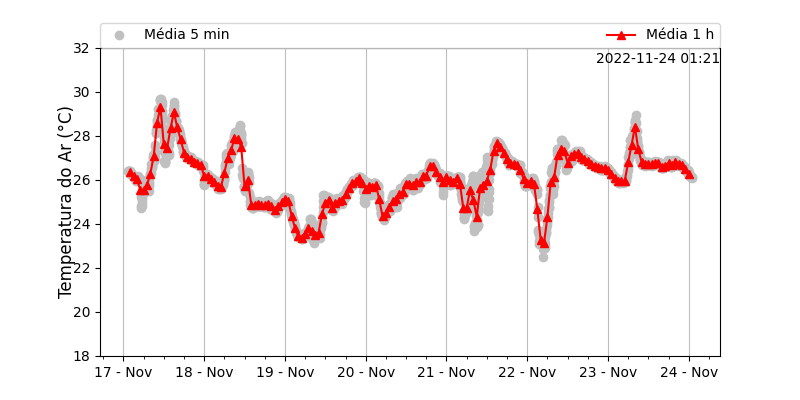 Média 5 min
Média 1 h
2022-11-24 01:21
Temperatura do Ar (°C)
32
30
28
26
24
22
20
18
17 - Nov
18 - Nov
19 - Nov
20 - Nov
21 - Nov
22 - Nov
23 - Nov
24 - Nov